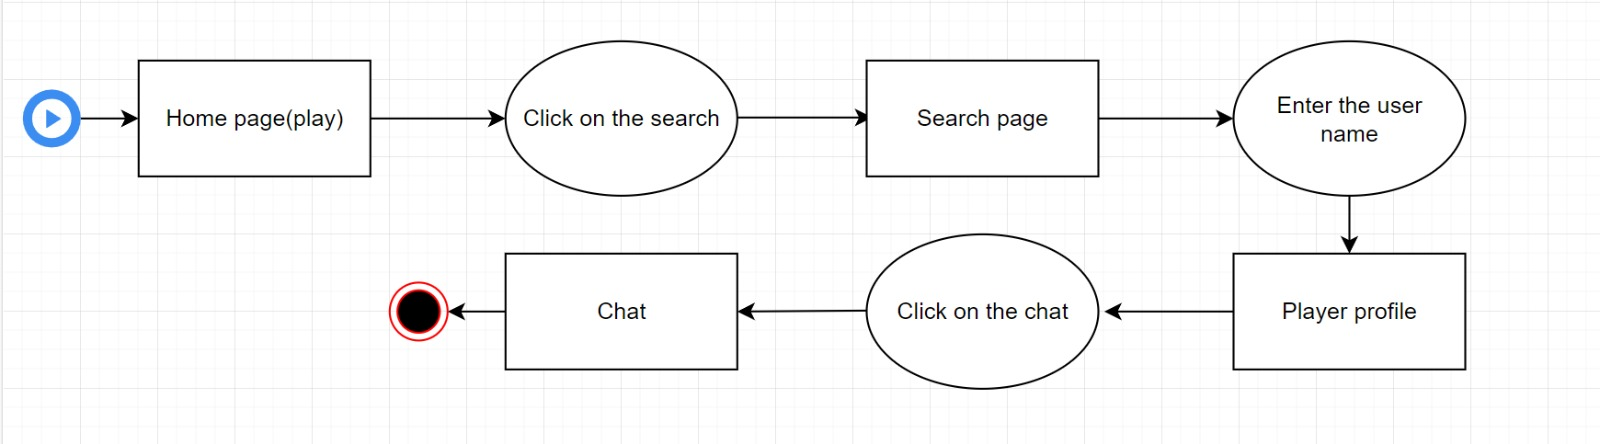 Home page(play)
Click on the search
Search page
Enter the user
name
Player profile
Click on the chat
Chat